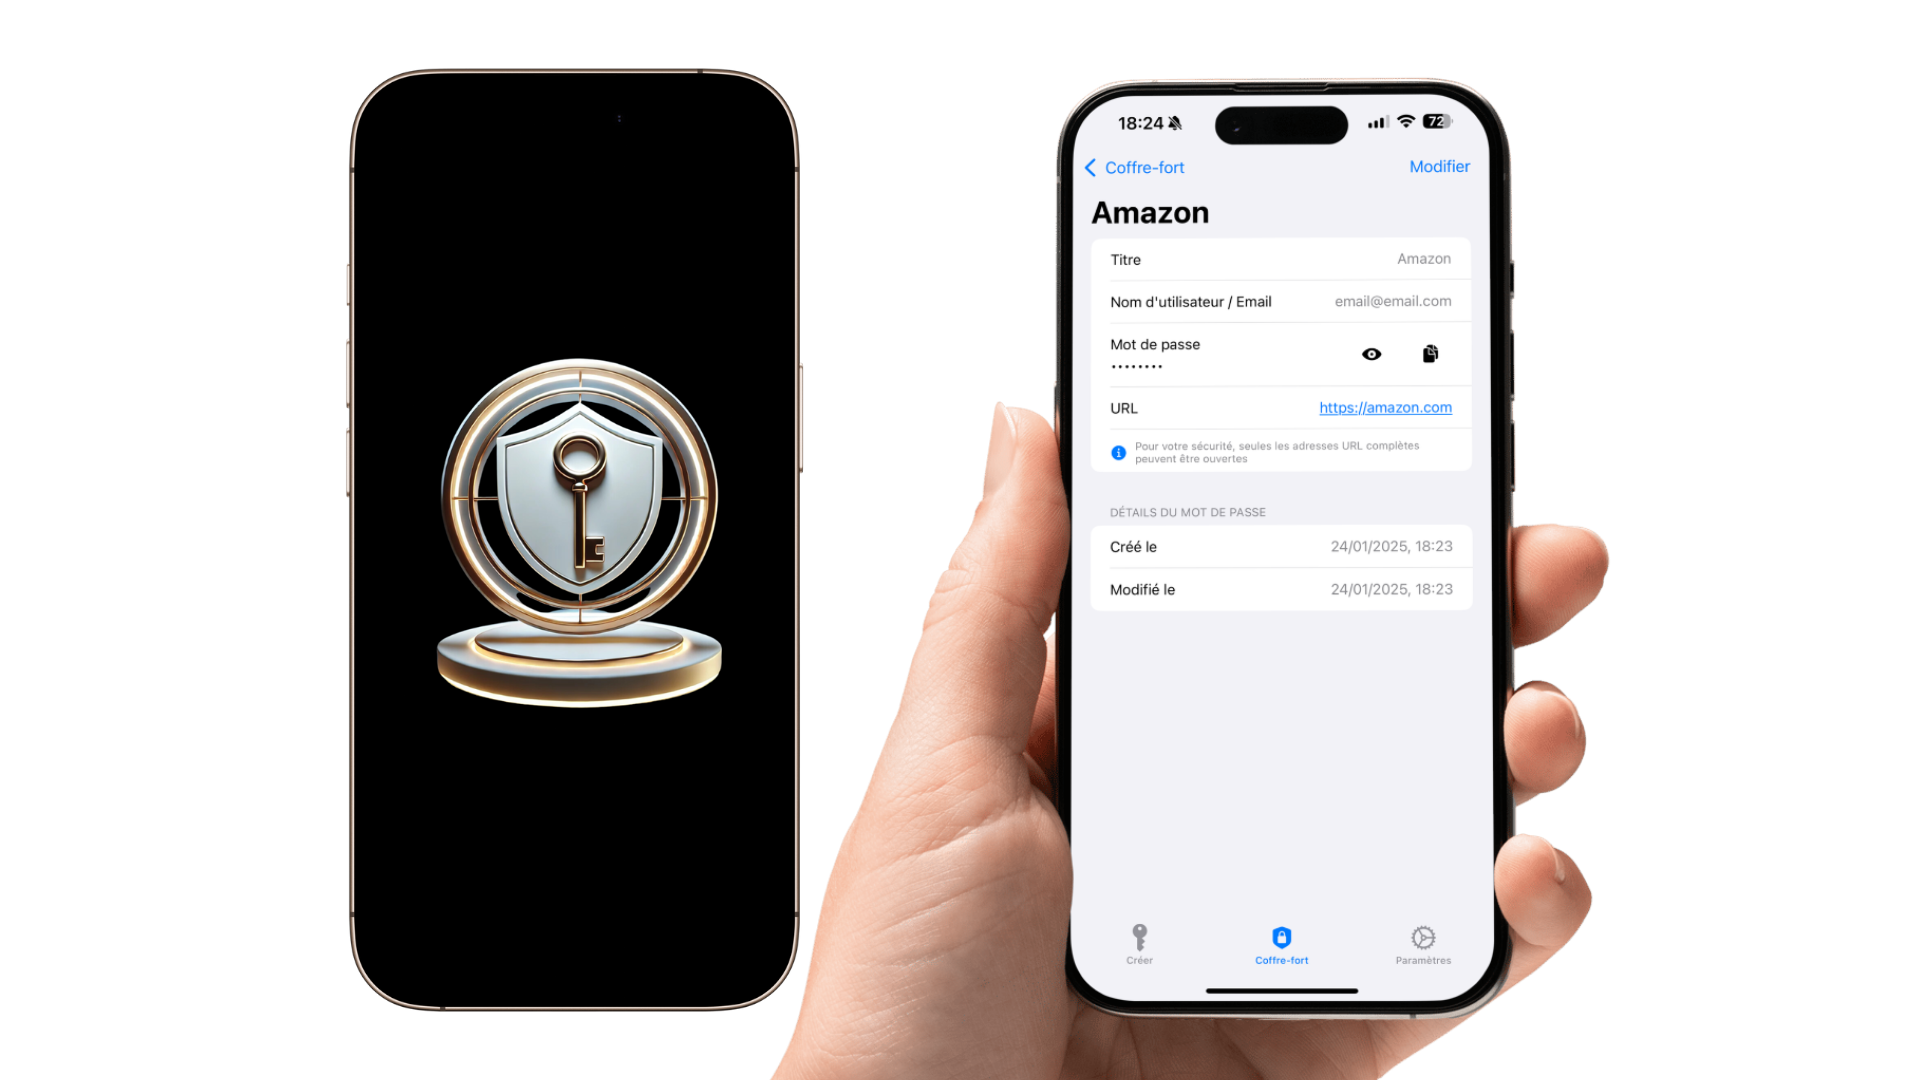 18:24
72
Coffre-fort
Modifier
Amazon
Titre
Amazon
Nom d'utilisateur / Email
email@email.com
Mot de passe
••••••••
URL
https://amazon.com
Pour votre sécurité, seules les adresses URL complètes
peuvent être ouvertes
DÉTAILS DU MOT DE PASSE
Créé le
24/01/2025, 18:23
Modifié le
24/01/2025, 18:23
Créer
Coffre-fort
Paramètres